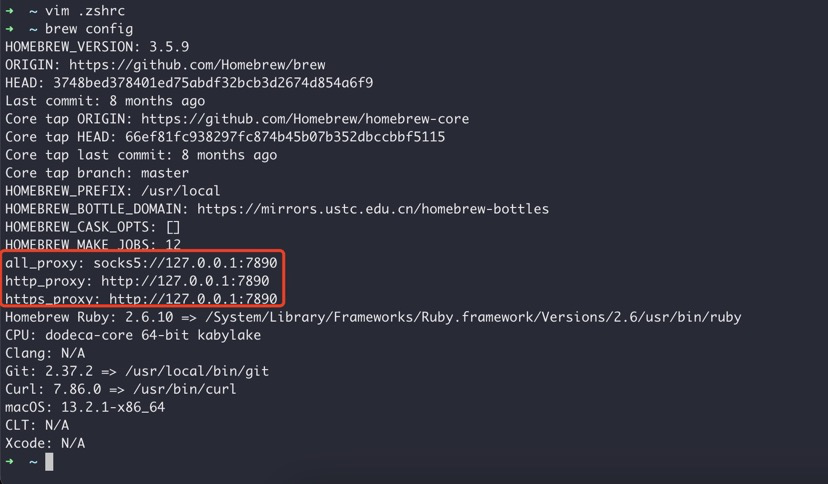 → ~ vim .zshrc
→ ~ brew config
HOMEBREW_VERSION: 3.5.9
ORIGIN: https://github.com/Homebrew/brew
HEAD: 3748bed378401ed75abdf32bcb3d2674d854a6f9
Last commit: 8 months ago
Core tap ORIGIN: https://github.com/Homebrew/homebrew-core
Core tap HEAD: 66ef81fc938297fc874b45b07b352dbccbbf5115
Core tap last commit: 8 months ago
Core tap branch: master
HOMEBREW_PREFIX: /usr/local
HOMEBREW_BOTTLE_DOMAIN: https://mirrors.ustc.edu.cn/homebrew-bottles
HOMEBREW_CASK_OPTS: []
HOMEBREW_MAKE_JOBS: 12
all_proxy: socks5://127.0.0.1:7890
http_proxy: http://127.0.0.1:7890
https_proxy: http://127.0.0.1:7890
Homebrew Ruby: 2.6.10 => /System/Library/Frameworks/Ruby.framework/Versions/2.6/usr/bin/ruby
CPU: dodeca-core 64-bit kabylake
Clang: N/A
Git: 2.37.2 => /usr/local/bin/git
Curl: 7.86.0 => /usr/bin/curl
macOS: 13.2.1-x86_64
CLT: N/A
Xcode: N/A
→ ~